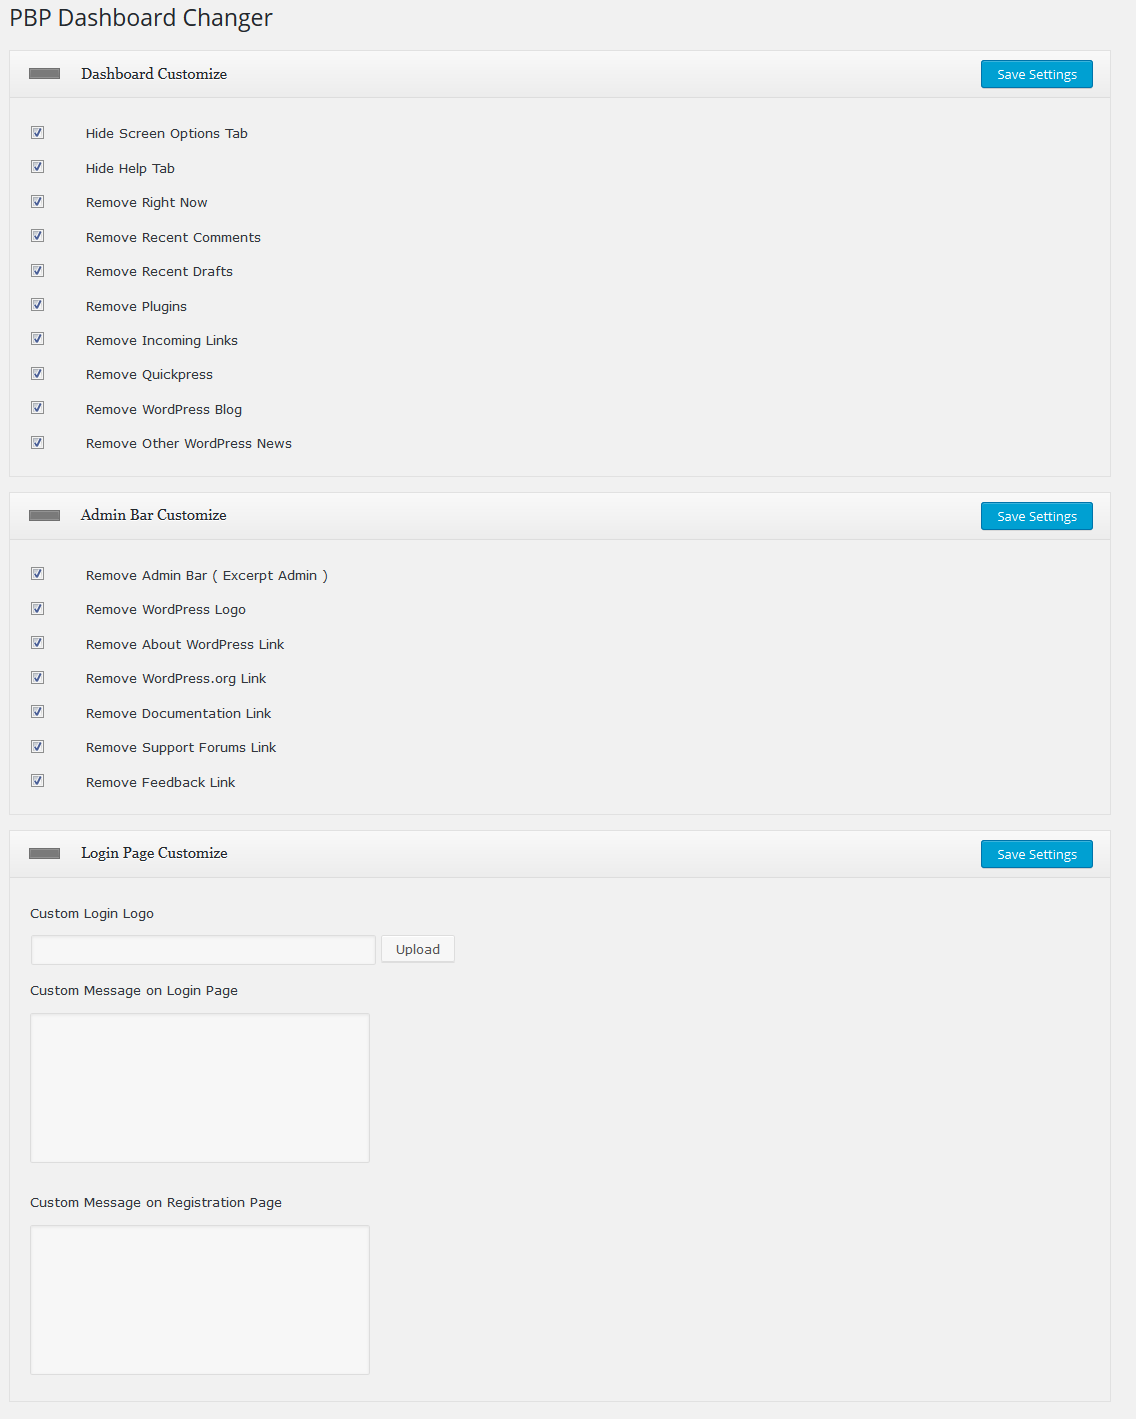 PBP Dashboard Changer
Dashboard Customize
Save Settings
Hide Screen Options Tab
Hide Help Tab
Remove Right Now
Remove Recent Comments
Remove Recent Drafts
Remove Plugins
Remove Incoming Links
Remove Quickpress
Remove WordPress Blog
Remove Other WordPress News
Admin Bar Customize
Save Settings
Remove Admin Bar ( Excerpt Admin )
Remove WordPress Logo
Remove About WordPress Link
Remove WordPress.org Link
Remove Documentation Link
Remove Support Forums Link
Remove Feedback Link
Login Page Customize
Save Settings
Custom Login Logo
Upload
Custom Message on Login Page
Custom Message on Registration Page